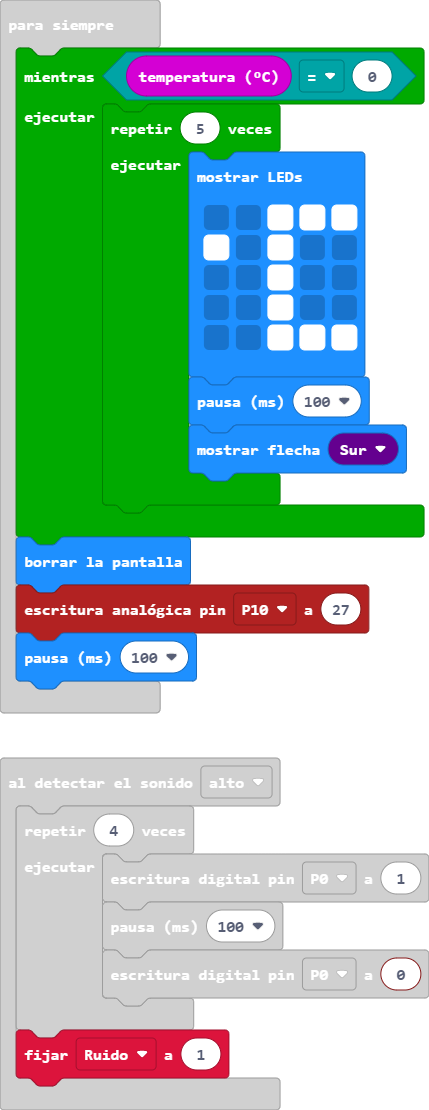 para siempre
mientras temperatura (ºC) = 0
ejecutar
repetir 5 veces
ejecutar
mostrar LEDs
pausa (ms) 100
mostrar flecha Sur
borrar la pantalla
escritura analógica pin P10 a 27
pausa (ms) 100
al detectar el sonido alto
repetir 4 veces
ejecutar
escritura digital pin P0 a 1
pausa (ms) 100
escritura digital pin P0 a 0
fijar Ruido a 1